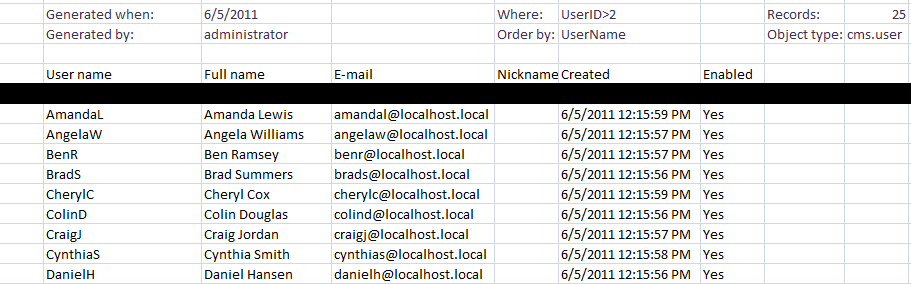 Generated when: 6/5/2011 Where: UserID>2 Records: 25
Generated by: administrator Order by: UserName Object type: cms.user
User name Full name E-mail Nickname Created Enabled
AmandaL Amanda Lewis amandal@localhost.local 6/5/2011 12:15:59 PM Yes
AngelaW Angela Williams angelaw@localhost.local 6/5/2011 12:15:57 PM Yes
BenR Ben Ramsey benr@localhost.local 6/5/2011 12:15:57 PM Yes
BradS Brad Summers brads@localhost.local 6/5/2011 12:15:56 PM Yes
CherylC Cheryl Cox cherylc@localhost.local 6/5/2011 12:15:59 PM Yes
ColinD Colin Douglas colind@localhost.local 6/5/2011 12:15:56 PM Yes
CraigJ Craig Jordan craigj@localhost.local 6/5/2011 12:15:57 PM Yes
CynthiaS Cynthia Smith cynthias@localhost.local 6/5/2011 12:15:58 PM Yes
DanielH Daniel Hansen danielh@localhost.local 6/5/2011 12:15:56 PM Yes